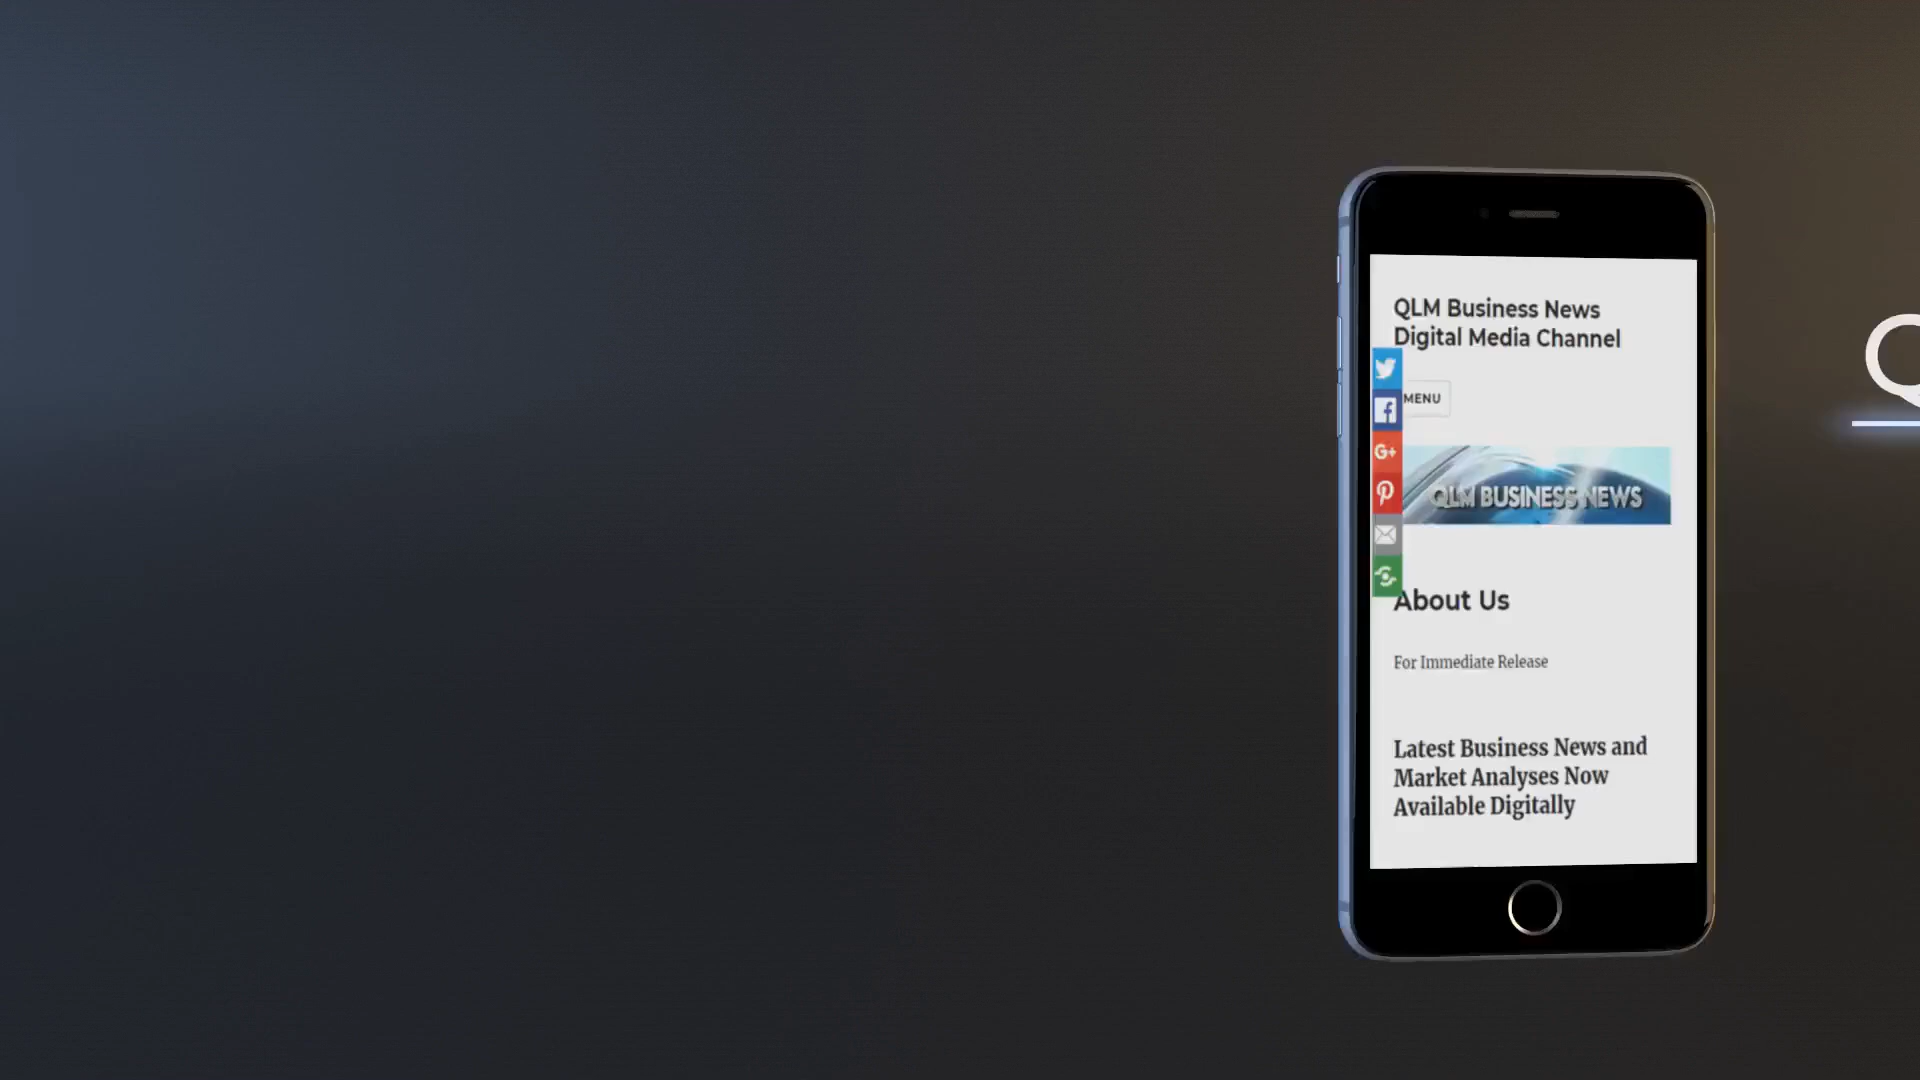 QLM Business News
Digital Media Channel
MENU
QLM BUSINESS NEWS
About Us
For Immediate Release
Latest Business News and
Market Analyses Now
Available Digitally
Q